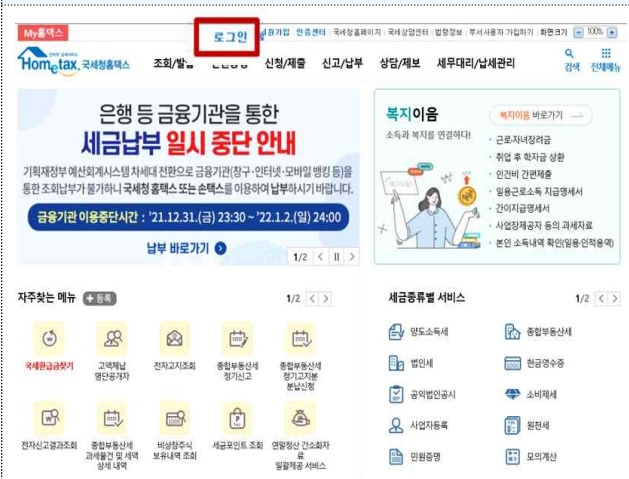 My홈택스
로그인
회원가입 | 인증센터 | 국세청홈페이지 | 국세상담센터 | 법령정보 | 부서사용자 가입하기 | 화면크기 - 100% +
Hometax. 국세청홈택스
조회/발급
신청/제출
신고/납부
상담/제보
세무대리/납세관리
검색
전체메뉴
은행 등 금융기관을 통한
세금납부 일시 중단 안내
기획재정부 예산회계시스템 차세대 전환으로 금융기관(창구·인터넷·모바일 뱅킹 등)을
통한 조회납부가 불가하니 국세청 홈택스 또는 손택스를 이용하여 납부하시기 바랍니다.
금융기관 이용중단시간 : '21.12.31.(금) 23:30 ~ '22.1.2.(일) 24:00
납부 바로가기
1/2
복지이음
소득과 복지를 연결하다!
복지이음 바로가기
· 근로·자녀장려금
· 취업 후 학자금 상환
· 인건비 간편제출
· 일용근로소득 지급명세서
· 간이지급명세서
· 사업장제공자 등의 과세자료
· 본인 소득내역 확인(일용·인적용역)
자주찾는 메뉴
+ 등록
1/2
국세환급금찾기
고액체납
명단공개자
전자고지조회
종합부동산세
정기신고
종합부동산세
정기고지분
분납신청
전자신고결과조회
종합부동산세
과세물건 및 세액
상세 내역
비상장주식
보유내역 조회
세금포인트 조회
연말정산 간소화자
료
일괄제공 서비스
세금종류별 서비스
1/2
양도소득세
종합부동산세
법인세
현금영수증
공익법인공시
소비제세
사업자등록
원천세
민원증명
모의계산